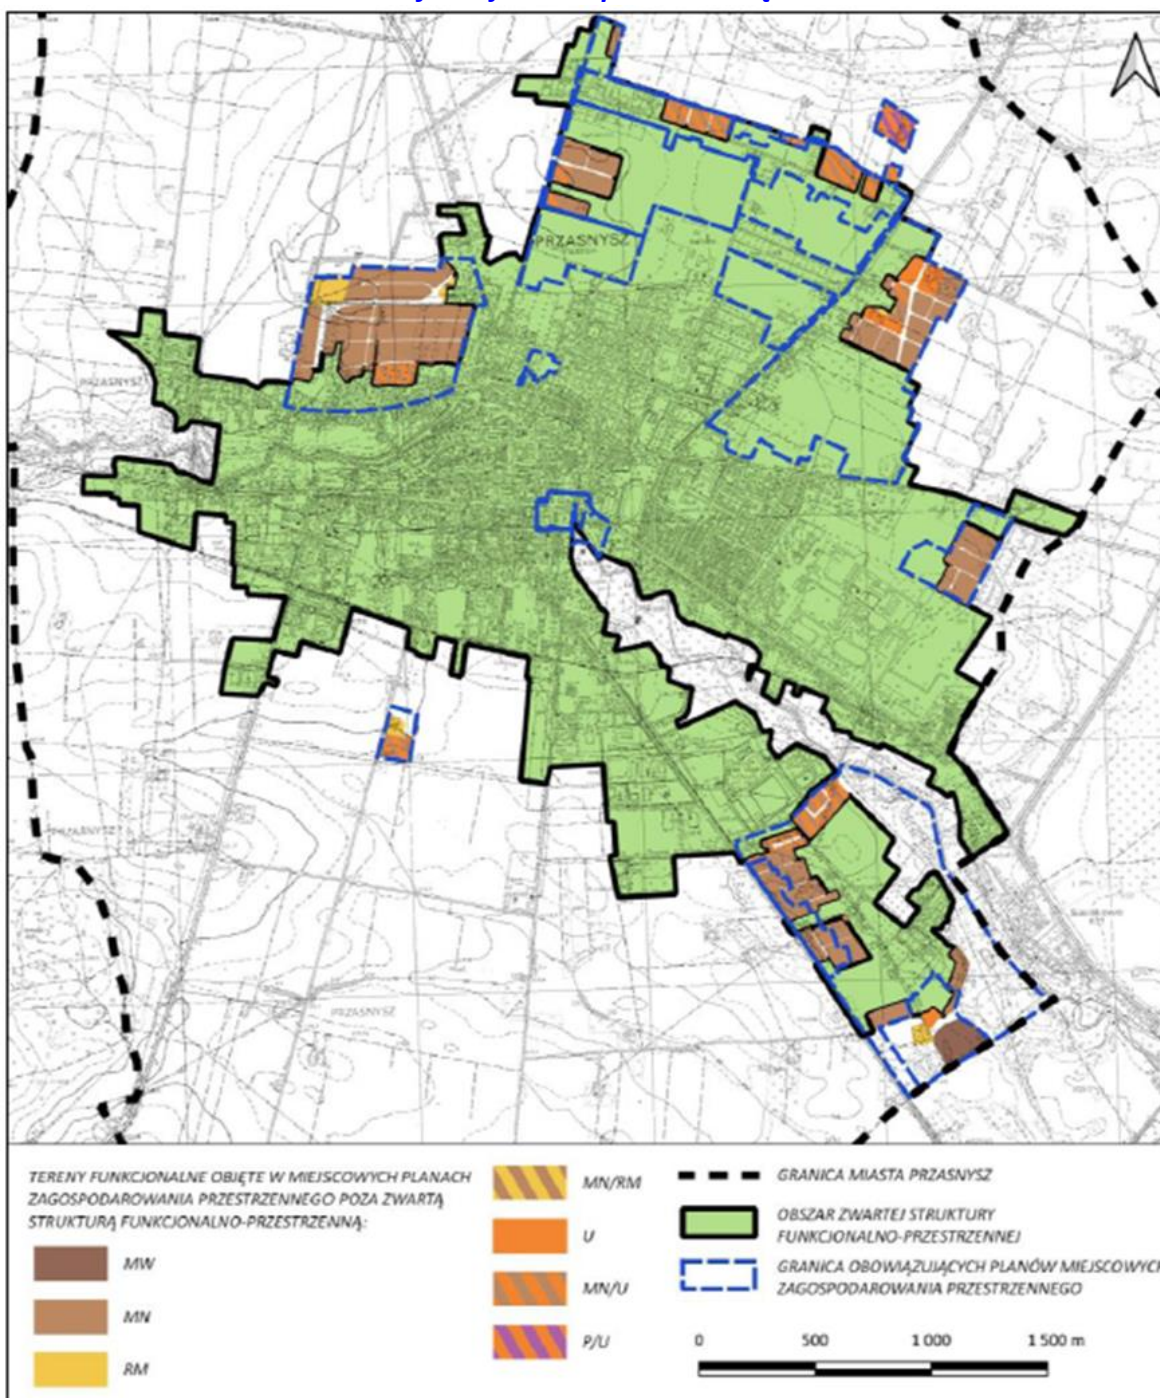 PRZASNYSZ
PRZASNYSZ
PRZASNYSZ
PRZASNYSZ
TERENY FUNKCJONALNE OBJĘTE W MIEJSCOWYCH PLANACH
ZAGOSPODAROWANIA PRZESTRZENNEGO POZA ZWARTĄ
STRUKTURĄ FUNKCJONALNO-PRZESTRZENNĄ:
MW
MN
RM
MN/RM
U
MN/U
P/U
GRANICA MIASTA PRZASNYSZ
OBSZAR ZWARTEJ STRUKTURY
FUNKCJONALNO-PRZESTRZENNEJ
GRANICA OBOWIĄZUJĄCYCH PLANÓW MIEJSCOWYC
ZAGOSPODAROWANIA PRZESTRZENNEGO
0 500 1 000 1 500 m